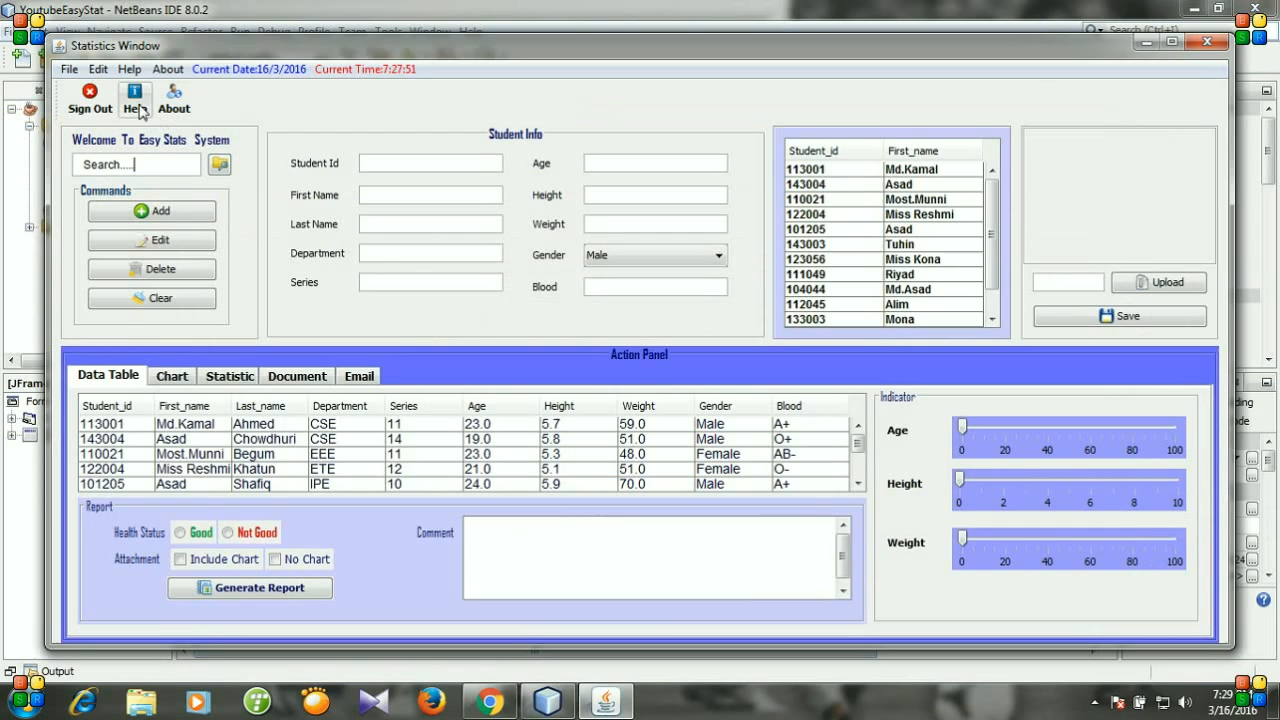 YoutubeEasyStat - NetBeans IDE 8.0.2
Search (Ctrl+I)
Statistics Window
File Edit Help About Current Date:16/3/2016 Current Time:7:27:51
Sign Out Help About
Welcome To Easy Stats System
Search....
Commands
Add
Edit
Delete
Clear
Student Info
Student Id Age
First Name Height
Last Name Weight
Department Gender Male
Series Blood
Student_id First_name
113001 Md.Kamal
143004 Asad
110021 Most.Munni
122004 Miss Reshmi
101205 Asad
143003 Tuhin
123056 Miss Kona
111049 Riyad
104044 Md.Asad
112045 Alim
133003 Mona
Upload
Save
Action Panel
Data Table Chart Statistic Document Email
Student_id First_name Last_name Department Series Age Height Weight Gender Blood
113001 Md.Kamal Ahmed CSE 11 23.0 5.7 59.0 Male A+
143004 Asad Chowdhuri CSE 14 19.0 5.8 51.0 Male O+
110021 Most.Munni Begum EEE 11 23.0 5.3 48.0 Female AB-
122004 Miss Reshmi Khatun ETE 12 21.0 5.1 51.0 Female O-
101205 Asad Shafiq IPE 10 24.0 5.9 70.0 Male A+
Indicator
Age
0 20 40 60 80 100
Height
0 2 4 6 8 10
Weight
0 20 40 60 80 100
Report
Health Status Good Not Good
Attachment Include Chart No Chart
Generate Report
Comment
[JFrame
Output
7:29
3/16/2016